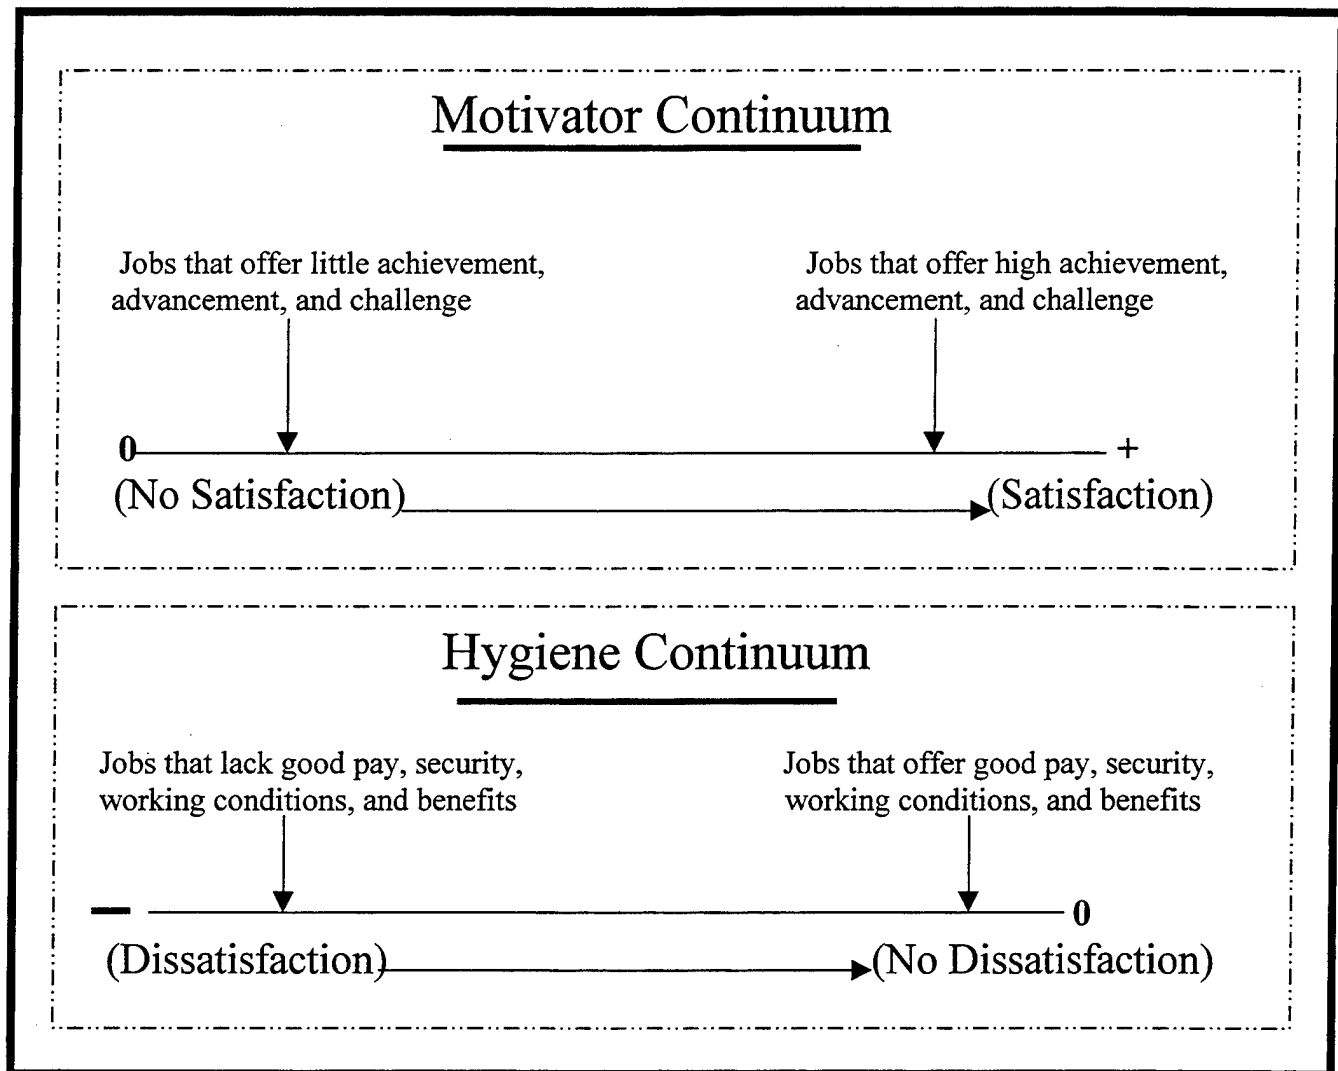 Motivator Continuum
Jobs that offer little achievement,
advancement, and challenge
Jobs that offer high achievement,
advancement, and challenge
0
+
(No Satisfaction)
(Satisfaction)
Hygiene Continuum
Jobs that lack good pay, security,
working conditions, and benefits
Jobs that offer good pay, security,
working conditions, and benefits
–
0
(Dissatisfaction)
(No Dissatisfaction)